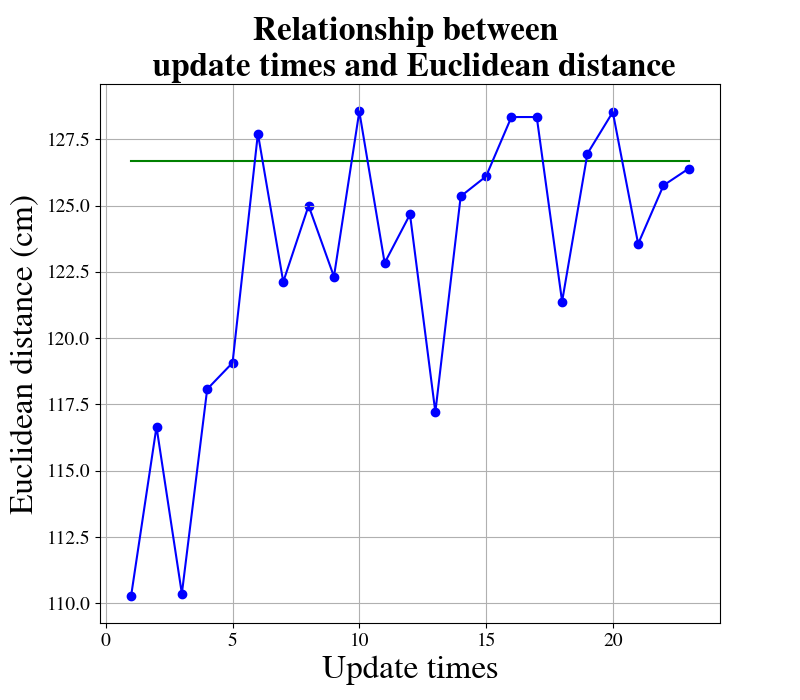 Relationship between
update times and Euclidean distance
Euclidean distance (cm)
127.5
125.0
122.5
120.0
117.5
115.0
112.5
110.0
0 5 10 15 20
Update times